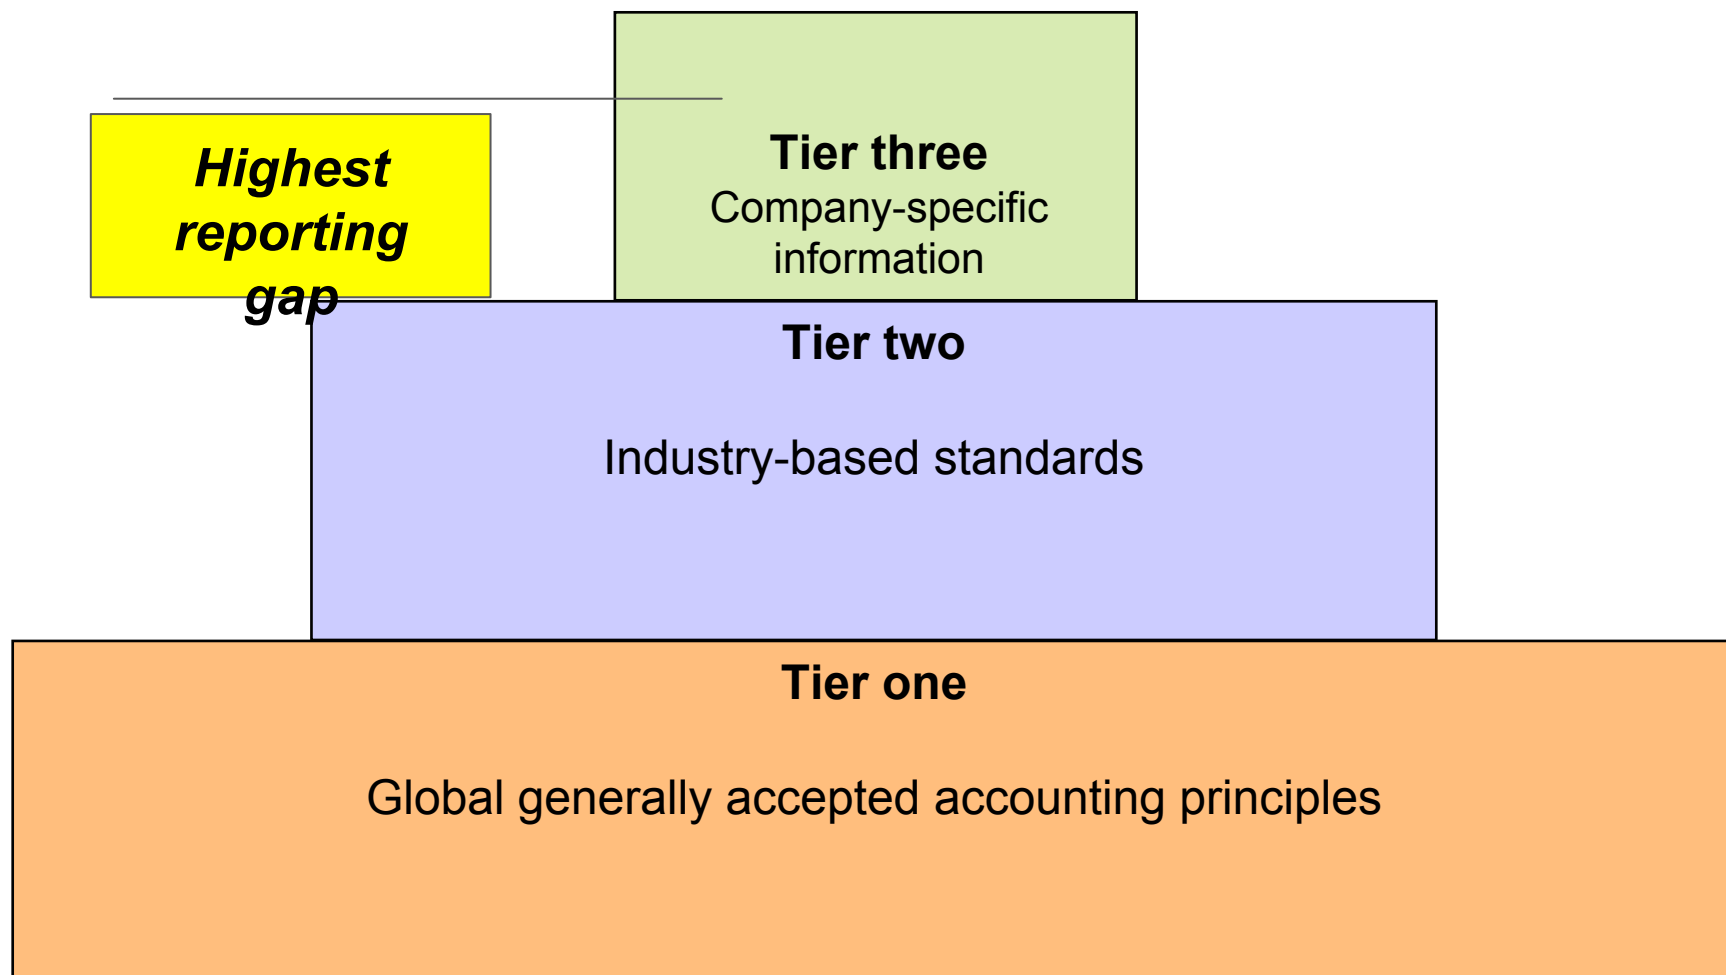 Highest
reporting
gap
Tier three
Company-specific
information
Tier two
Industry-based standards
Tier one
Global generally accepted accounting principles